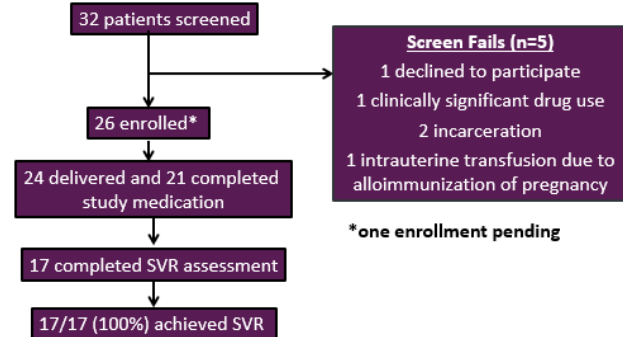 32 patients screened
Screen Fails (n=5)
1 declined to participate
1 clinically significant drug use
2 incarceration
1 intrauterine transfusion due to
alloimmunization of pregnancy
26 enrolled*
24 delivered and 21 completed
study medication
*one enrollment pending
17 completed SVR assessment
17/17 (100%) achieved SVR